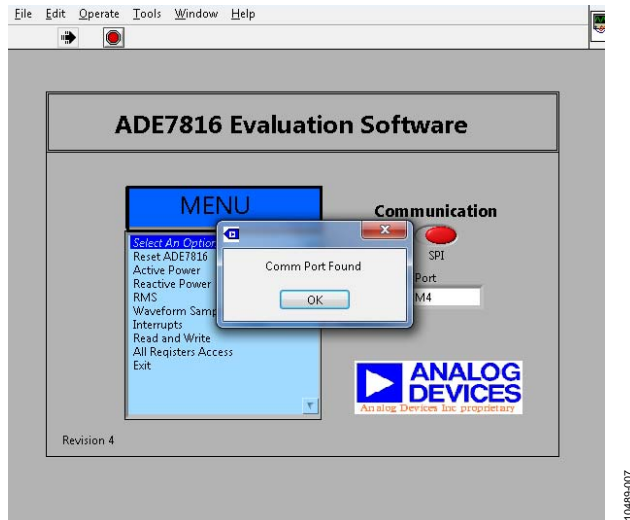 File Edit Operate Tools Window Help
ADE7816 Evaluation Software
MENU
Communication
Select An Option
Reset ADE7816
Active Power
Reactive Power
RMS
Waveform Samp
Interrupts
Read and Write
All Registers Access
Exit
X
Comm Port Found
OK
SPI
Port
M4
ANALOG
DEVICES
Analog Devices Inc proprietary
Revision 4
10489-007